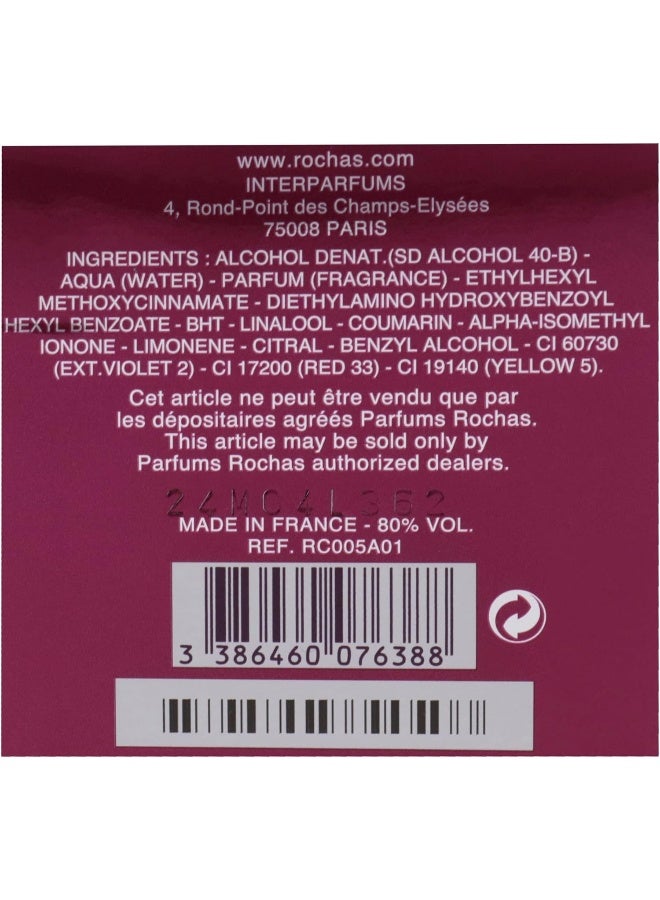 www.rochas.com
INTERPARFUMS
4, Rond-Point des Champs-Elysées
75008 PARIS
INGREDIENTS : ALCOHOL DENAT.(SD ALCOHOL 40-B) -
AQUA (WATER) - PARFUM (FRAGRANCE) - ETHYLHEXYL
METHOXYCINNAMATE - DIETHYLAMINO HYDROXYBENZOYL
HEXYL BENZOATE - BHT - LINALOOL - COUMARIN - ALPHA-ISOMETHYL
IONONE - LIMONENE - CITRAL - BENZYL ALCOHOL - CI 60730
(EXT.VIOLET 2) - CI 17200 (RED 33) - CI 19140 (YELLOW 5).
Cet article ne peut être vendu que par
les dépositaires agréés Parfums Rochas.
This article may be sold only by
Parfums Rochas authorized dealers.
24MC4L362
MADE IN FRANCE - 80% VOL.
REF. RC005A01
3 386460 076388